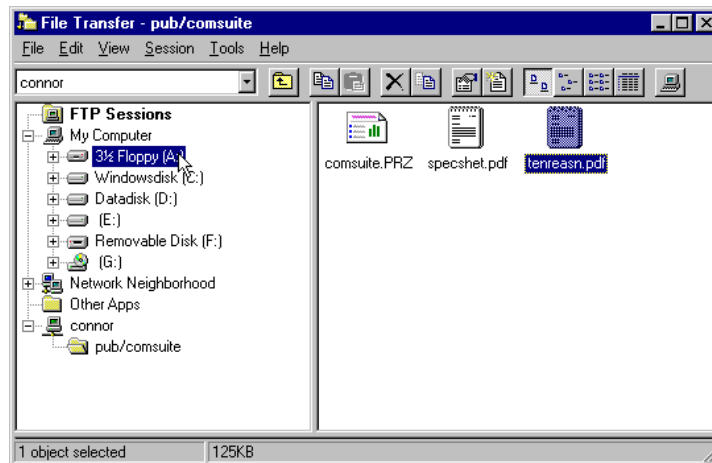 File Transfer - pub/comsuite
File Edit View Session Tools Help
connor
FTP Sessions
My Computer
3½ Floppy (A:)
Windowsdisk (C:)
Datadisk (D:)
(E:)
Removable Disk (F:)
(G:)
Network Neighborhood
Other Apps
connor
pub/comsuite
comsuite.PRZ specshet.pdf tenreasn.pdf
1 object selected 125KB